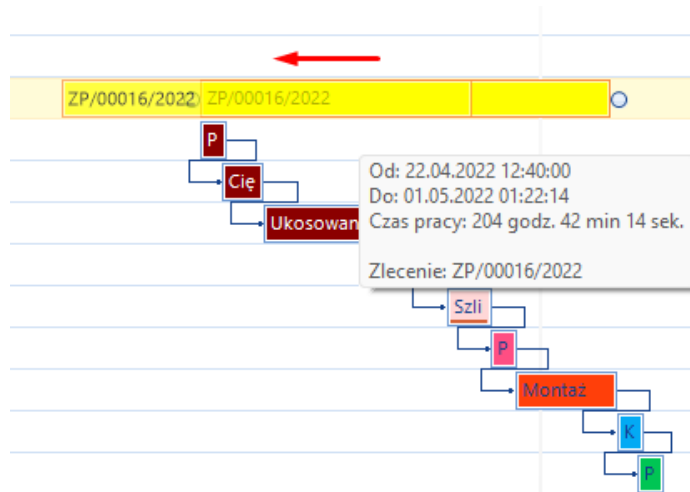 ZP/00016/2022 ZP/00016/2022
P
Cię
Ukosowan
Od: 22.04.2022 12:40:00
Do: 01.05.2022 01:22:14
Czas pracy: 204 godz. 42 min 14 sek.
Zlecenie: ZP/00016/2022
Szli
P
Montaż
K
P